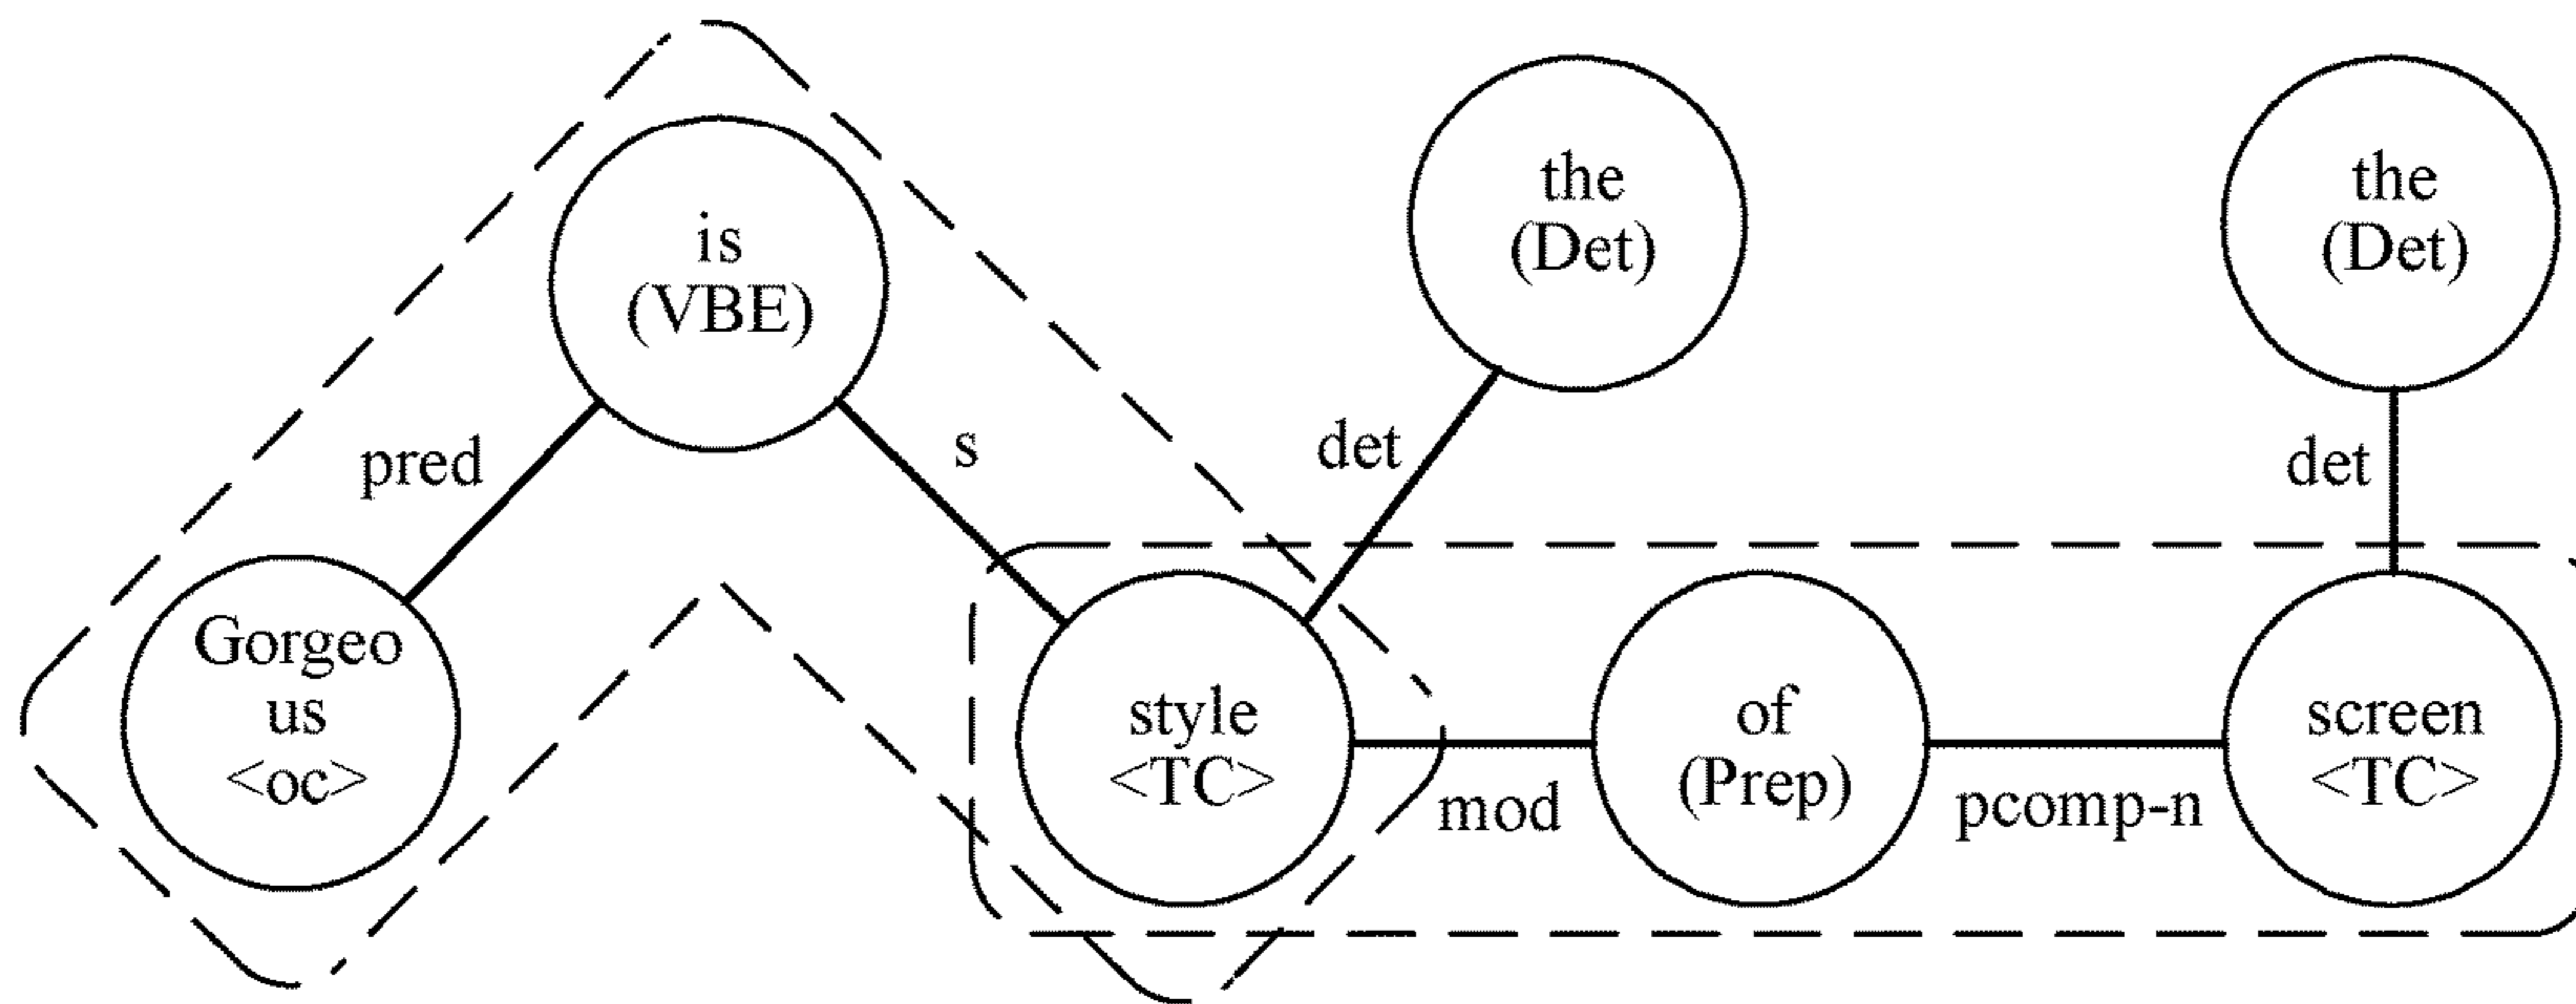 the
(Det)
the
(Det)
is
(VBE)
pred
s
det
det
Gorgeo
us
<oc>
style
<TC>
of
(Prep)
screen
<TC>
mod
pcomp-n